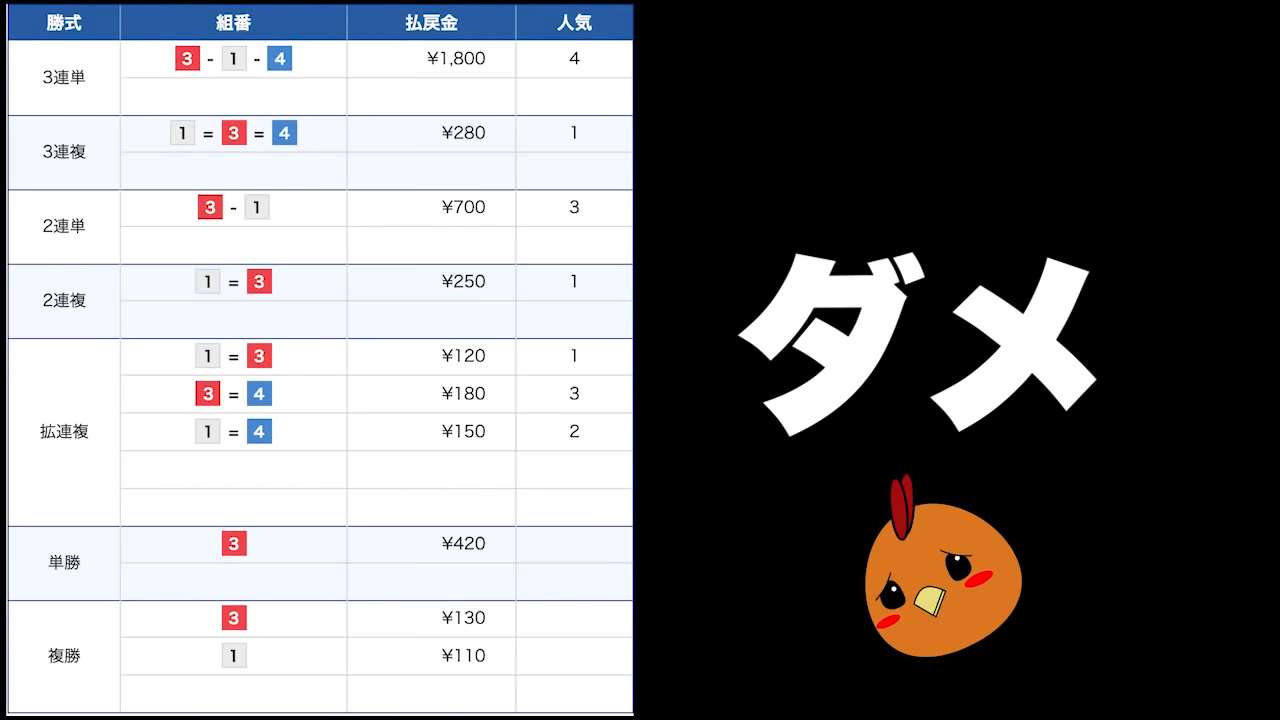 勝式 組番 払戻金 人気
3連単 3 - 1 - 4 ¥1,800 4
3連複 1 = 3 = 4 ¥280 1
2連単 3 - 1 ¥700 3
2連複 1 = 3 ¥250 1
拡連複 1 = 3 ¥120 1
3 = 4 ¥180 3
1 = 4 ¥150 2
単勝 3 ¥420
複勝 3 ¥130
1 ¥110
ダメ